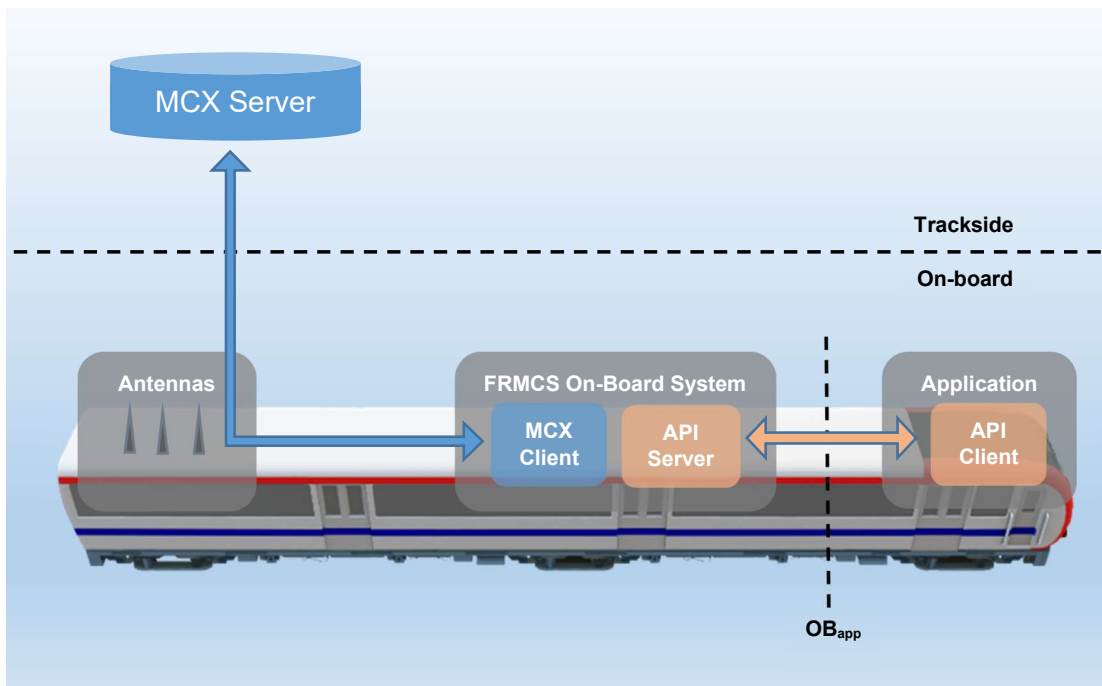 MCX Server
Trackside
On-board
Antennas
FRMCS On-Board System
MCX
Client
API
Server
Application
API
Client
OBapp